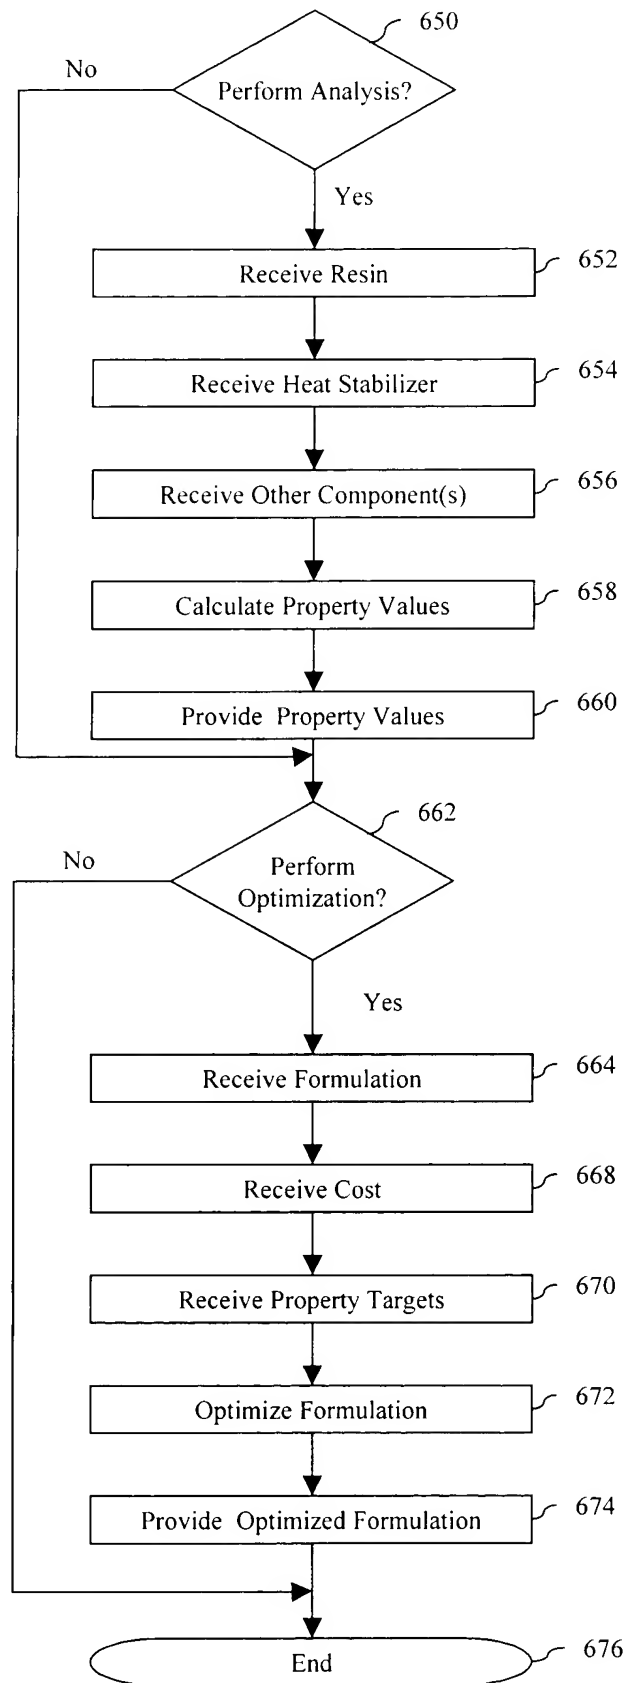 650
No
Perform Analysis?
Yes
652
Receive Resin
654
Receive Heat Stabilizer
656
Receive Other Component(s)
658
Calculate Property Values
660
Provide Property Values
662
No
Perform
Optimization?
Yes
664
Receive Formulation
668
Receive Cost
670
Receive Property Targets
672
Optimize Formulation
674
Provide Optimized Formulation
676
End